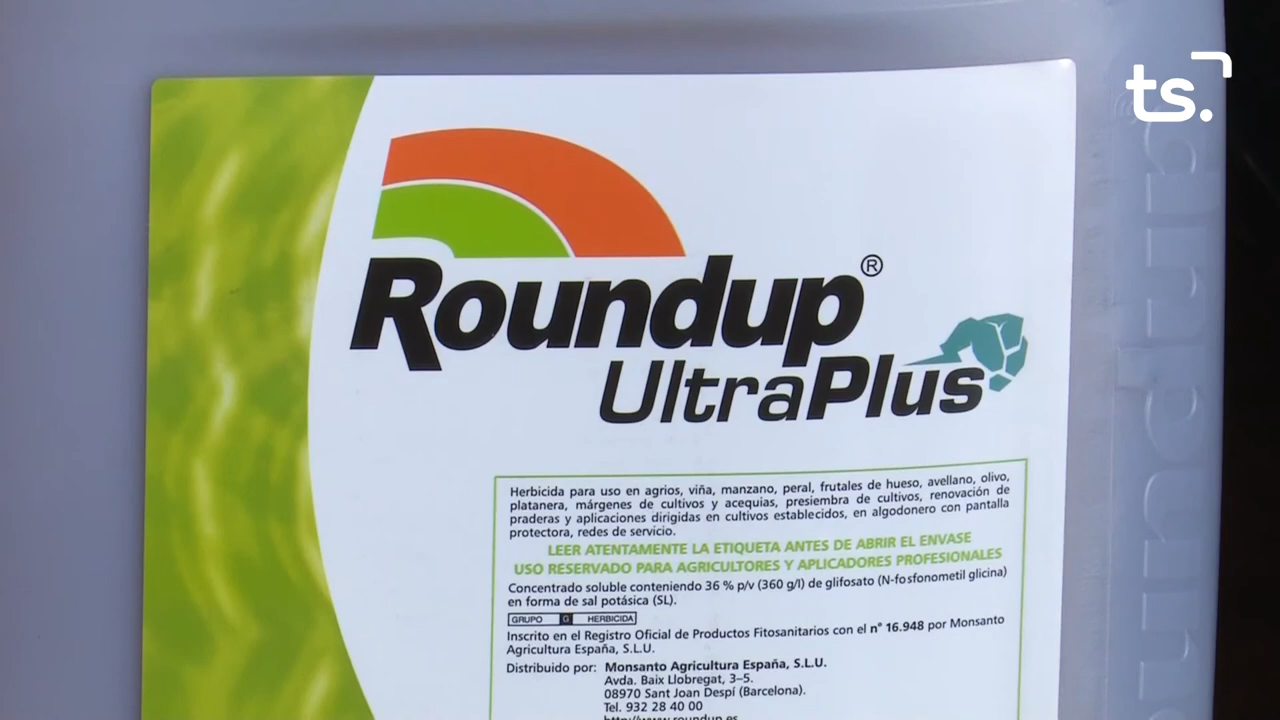 ts.
Roundup®
UltraPlus
Herbicida para uso en agrios, viña, manzano, peral, frutales de hueso, avellano, olivo,
platanera, márgenes de cultivos y acequias, presiembra de cultivos, renovación de
praderas y aplicaciones dirigidas en cultivos establecidos, en algodonero con pantalla
protectora, redes de servicio.
LEER ATENTAMENTE LA ETIQUETA ANTES DE ABRIR EL ENVASE
USO RESERVADO PARA AGRICULTORES Y APLICADORES PROFESIONALES
Concentrado soluble conteniendo 36 % p/v (360 g/l) de glifosato (N-fosfonometil glicina)
en forma de sal potásica (SL).
GRUPO G HERBICIDA
Inscrito en el Registro Oficial de Productos Fitosanitarios con el n° 16.948 por Monsanto
Agricultura España, S.L.U.
Distribuido por: Monsanto Agricultura España, S.L.U.
Avda. Baix Llobregat, 3-5.
08970 Sant Joan Despí (Barcelona).
Tel. 932 28 40 00
http://www.roundup.es